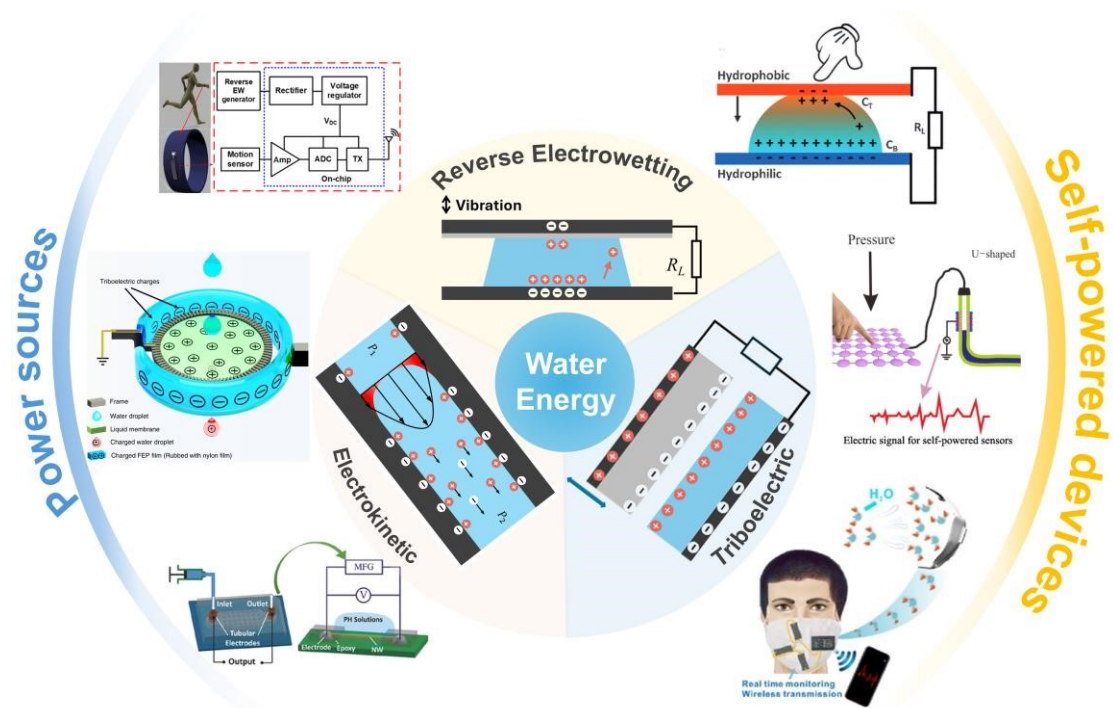 Power sources
Self-powered devices
Reverse EW generator
Rectifier
Voltage regulator
V_DC
Motion sensor
Amp
ADC
TX
On-chip
Hydrophobic
C_T
C_B
R_L
Hydrophilic
Reverse Electrowetting
Vibration
R_L
Water
Energy
Electrokinetic
P_1
P_2
Triboelectric
Triboelectric charges
Frame
Water droplet
Liquid membrane
Charged water droplet
Charged FEP film (Rubbed with nylon film)
Pressure
U-shaped
Electric signal for self-powered sensors
Inlet
Outlet
Tubular
Electrodes
Output
MFG
V
PH Solutions
Electrode
Epoxy
NW
H_2O
Real time monitoring
Wireless transmission